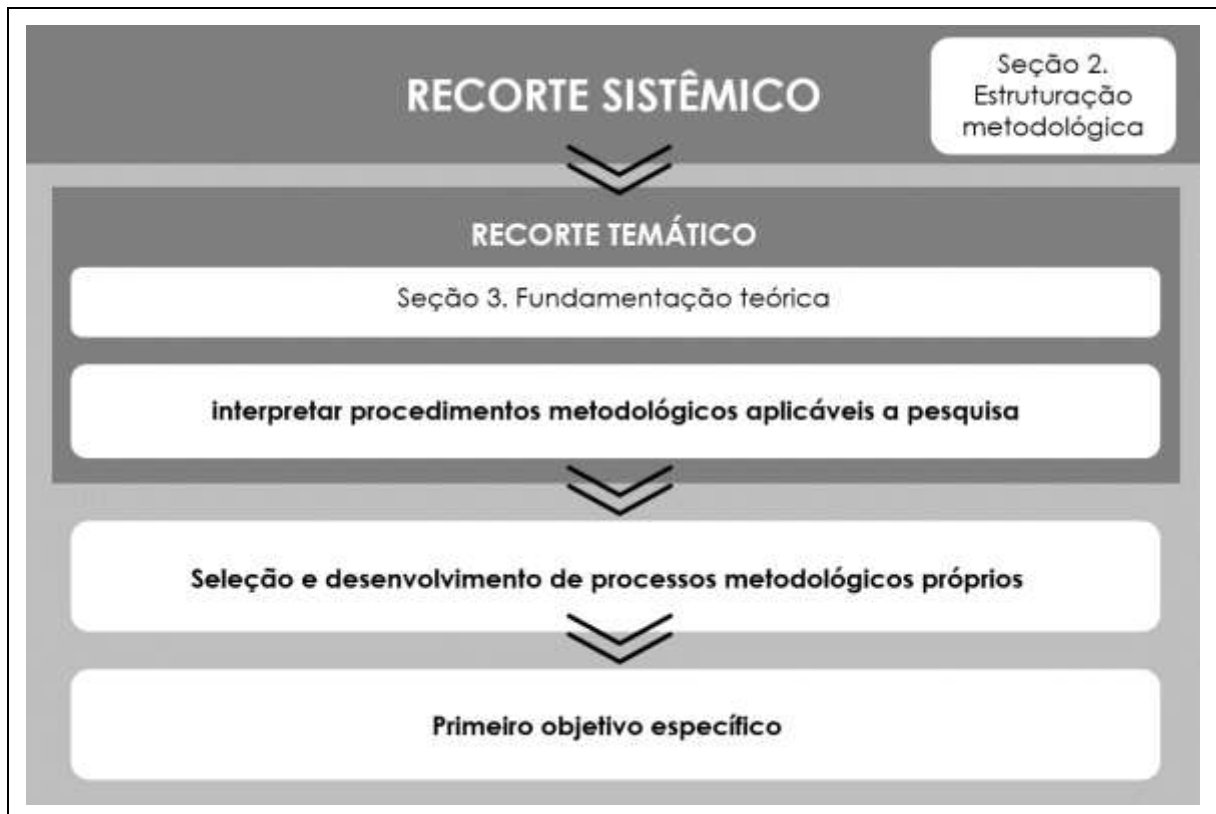 RECORTE SISTÊMICO
Seção 2.
Estruturação
metodológica
RECORTE TEMÁTICO
Seção 3. Fundamentação teórica
interpretar procedimentos metodológicos aplicáveis a pesquisa
Seleção e desenvolvimento de processos metodológicos próprios
Primeiro objetivo específico